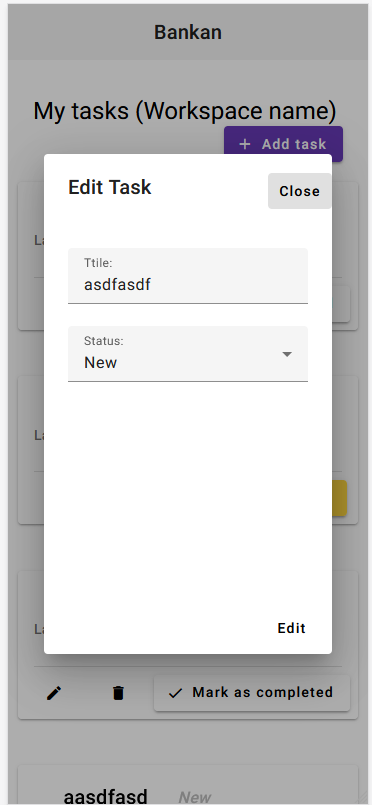 Bankan
My tasks (Workspace name)
+ Add task
Edit Task
Close
La
Ttile:
asdfasdf
Status:
New
La
Edit
La
Mark as completed
aasdfasd New